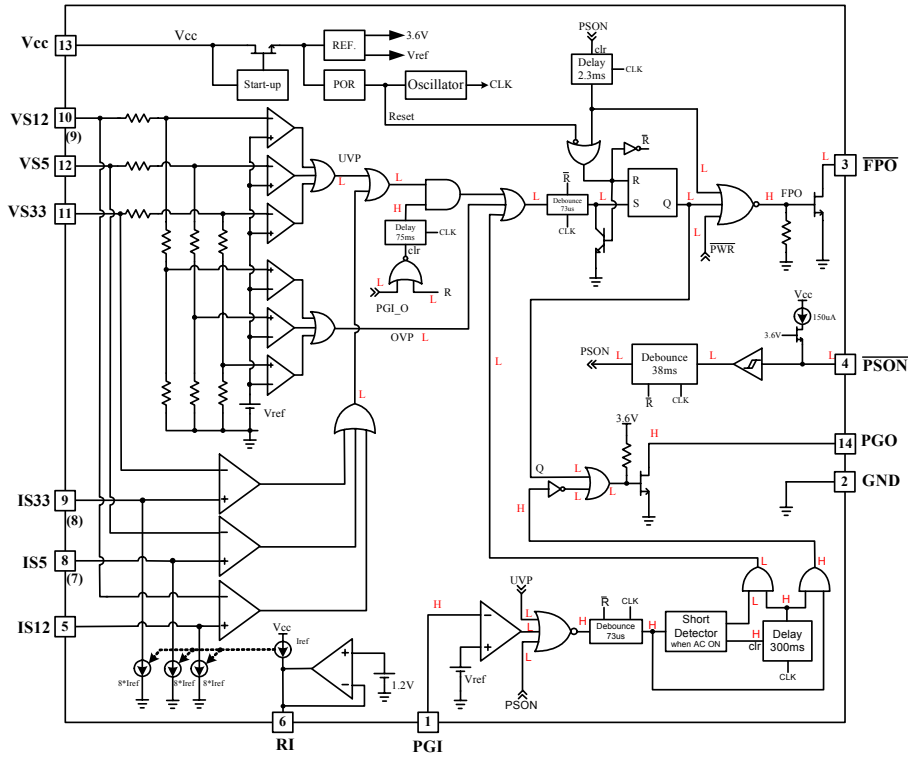 PSON
Vcc
13
Vcc
REF.
3.6V
Vref
clr
Delay
2.3ms
CLK
Start-up
POR
Oscillator
CLK
VS12
10
(9)
Reset
VS5
12
UVP
L
L
L
R̅
R̅
R
Q
S
L
L
H
FPO
L
3
F̅P̅O̅
VS33
11
H
Delay
75ms
CLK
clr
L
L
Debounce
73us
CLK
L
L
L
P̅W̅R̅
L
PGI_O
L
R
OVP
L
Vcc
150uA
3.6V
PSON
L
Debounce
38ms
R̅
CLK
L
L
4
P̅S̅O̅N̅
L
L
Vref
3.6V
H
14
PGO
Q
L
L
L
2
GND
IS33
9
(8)
H
IS5
8
(7)
L
H
IS12
5
UVP
H
L
L
L
H
R̅
CLK
Debounce
73us
H
Short
Detector
when AC ON
L
H
H
c̅l̅r̅
Delay
300ms
CLK
H
H
Vcc
Iref
8*Iref
8*Iref
8*Iref
1.2V
Vref
PSON
6
RI
1
PGI